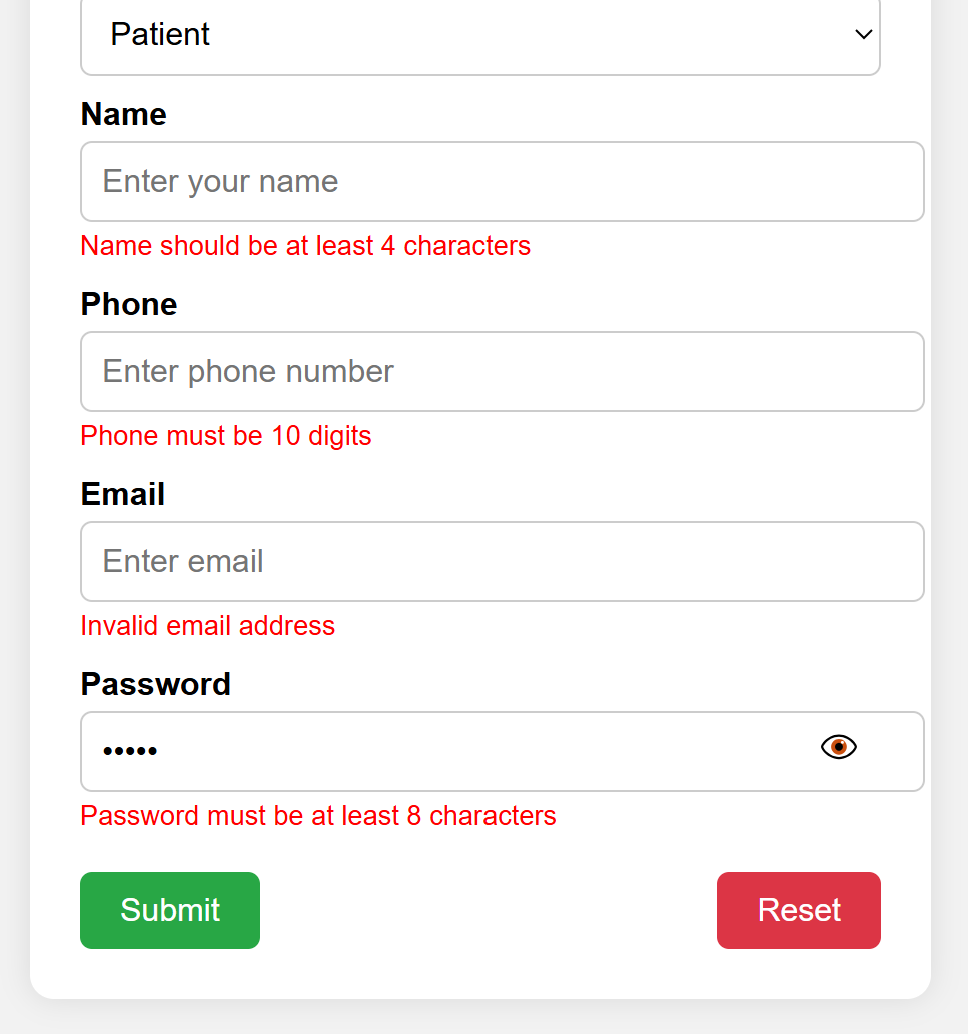 Patient
Name
Enter your name
Name should be at least 4 characters
Phone
Enter phone number
Phone must be 10 digits
Email
Enter email
Invalid email address
Password
•••••
Password must be at least 8 characters
Submit Reset